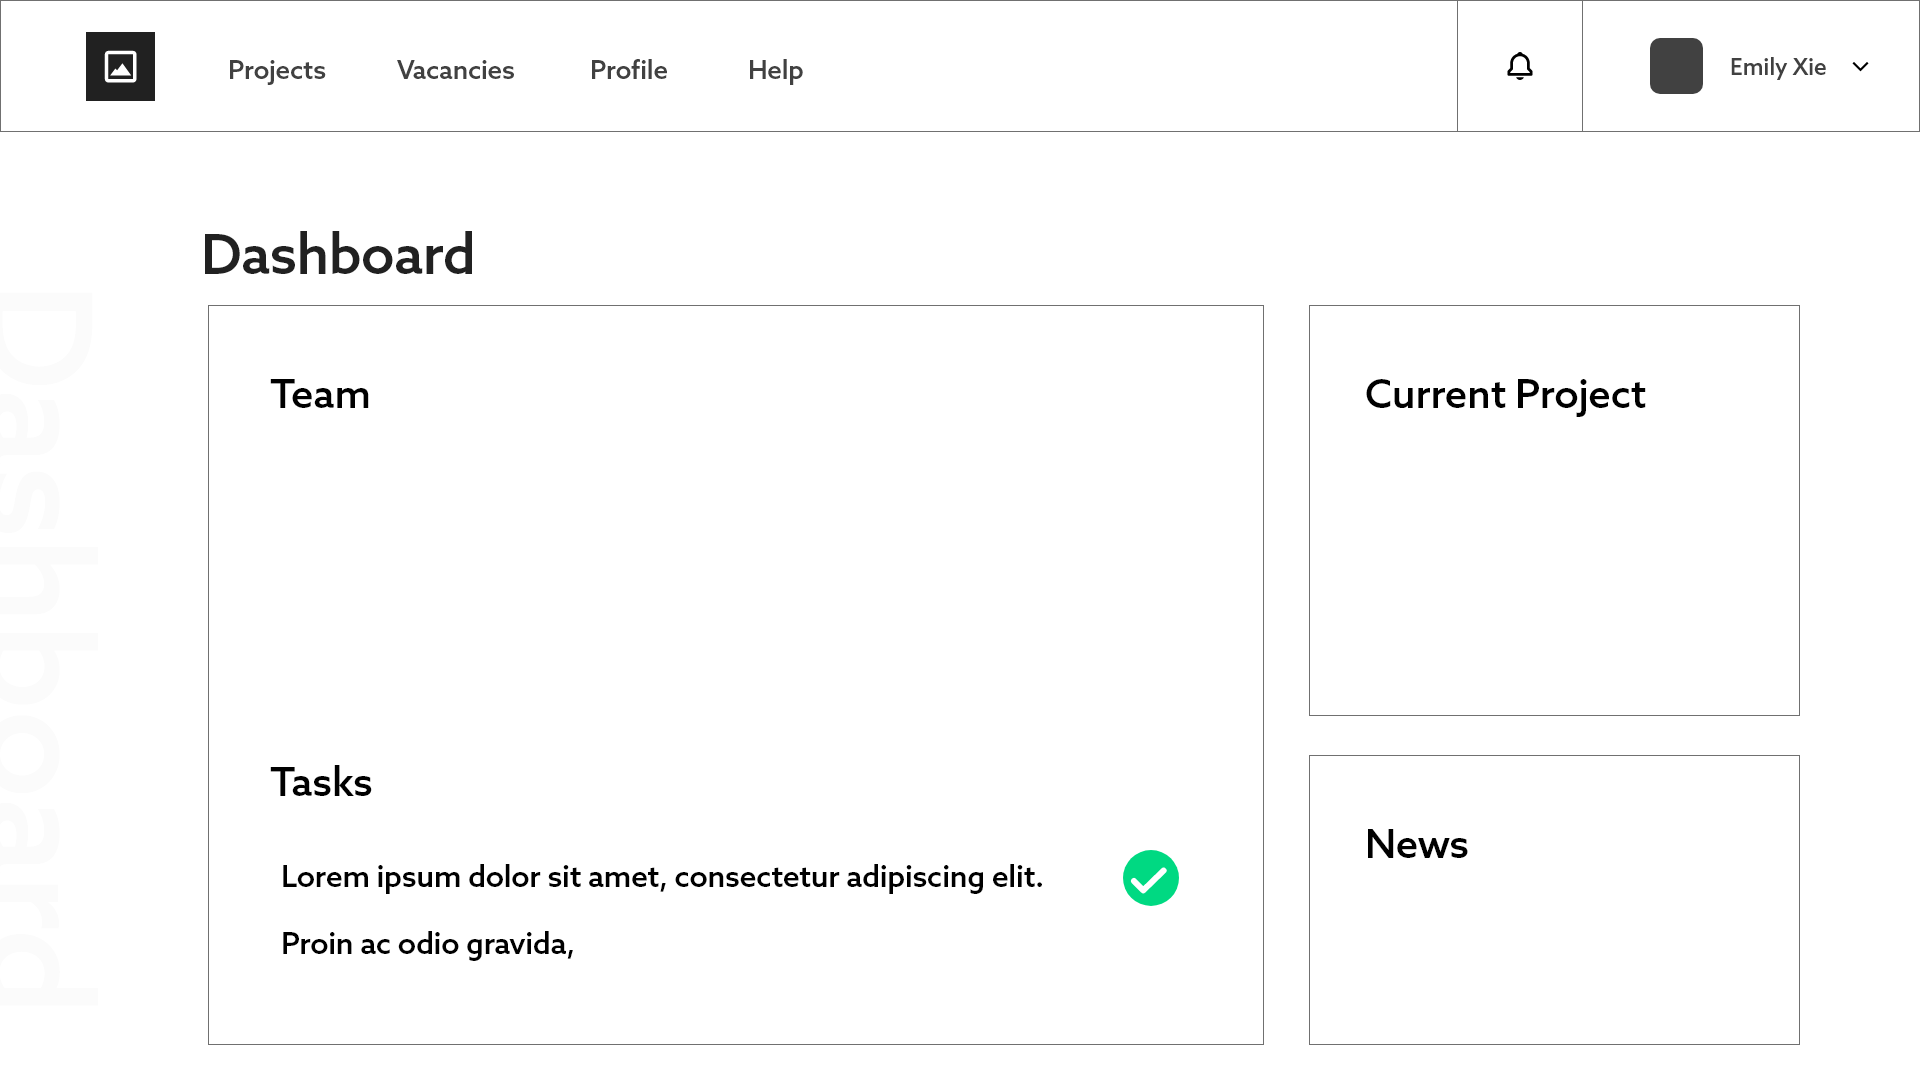 Projects
Vacancies
Profile
Help
Emily Xie
Dashboard
Dashboard
Team
Current Project
Tasks
Lorem ipsum dolor sit amet, consectetur adipiscing elit.
Proin ac odio gravida,
News